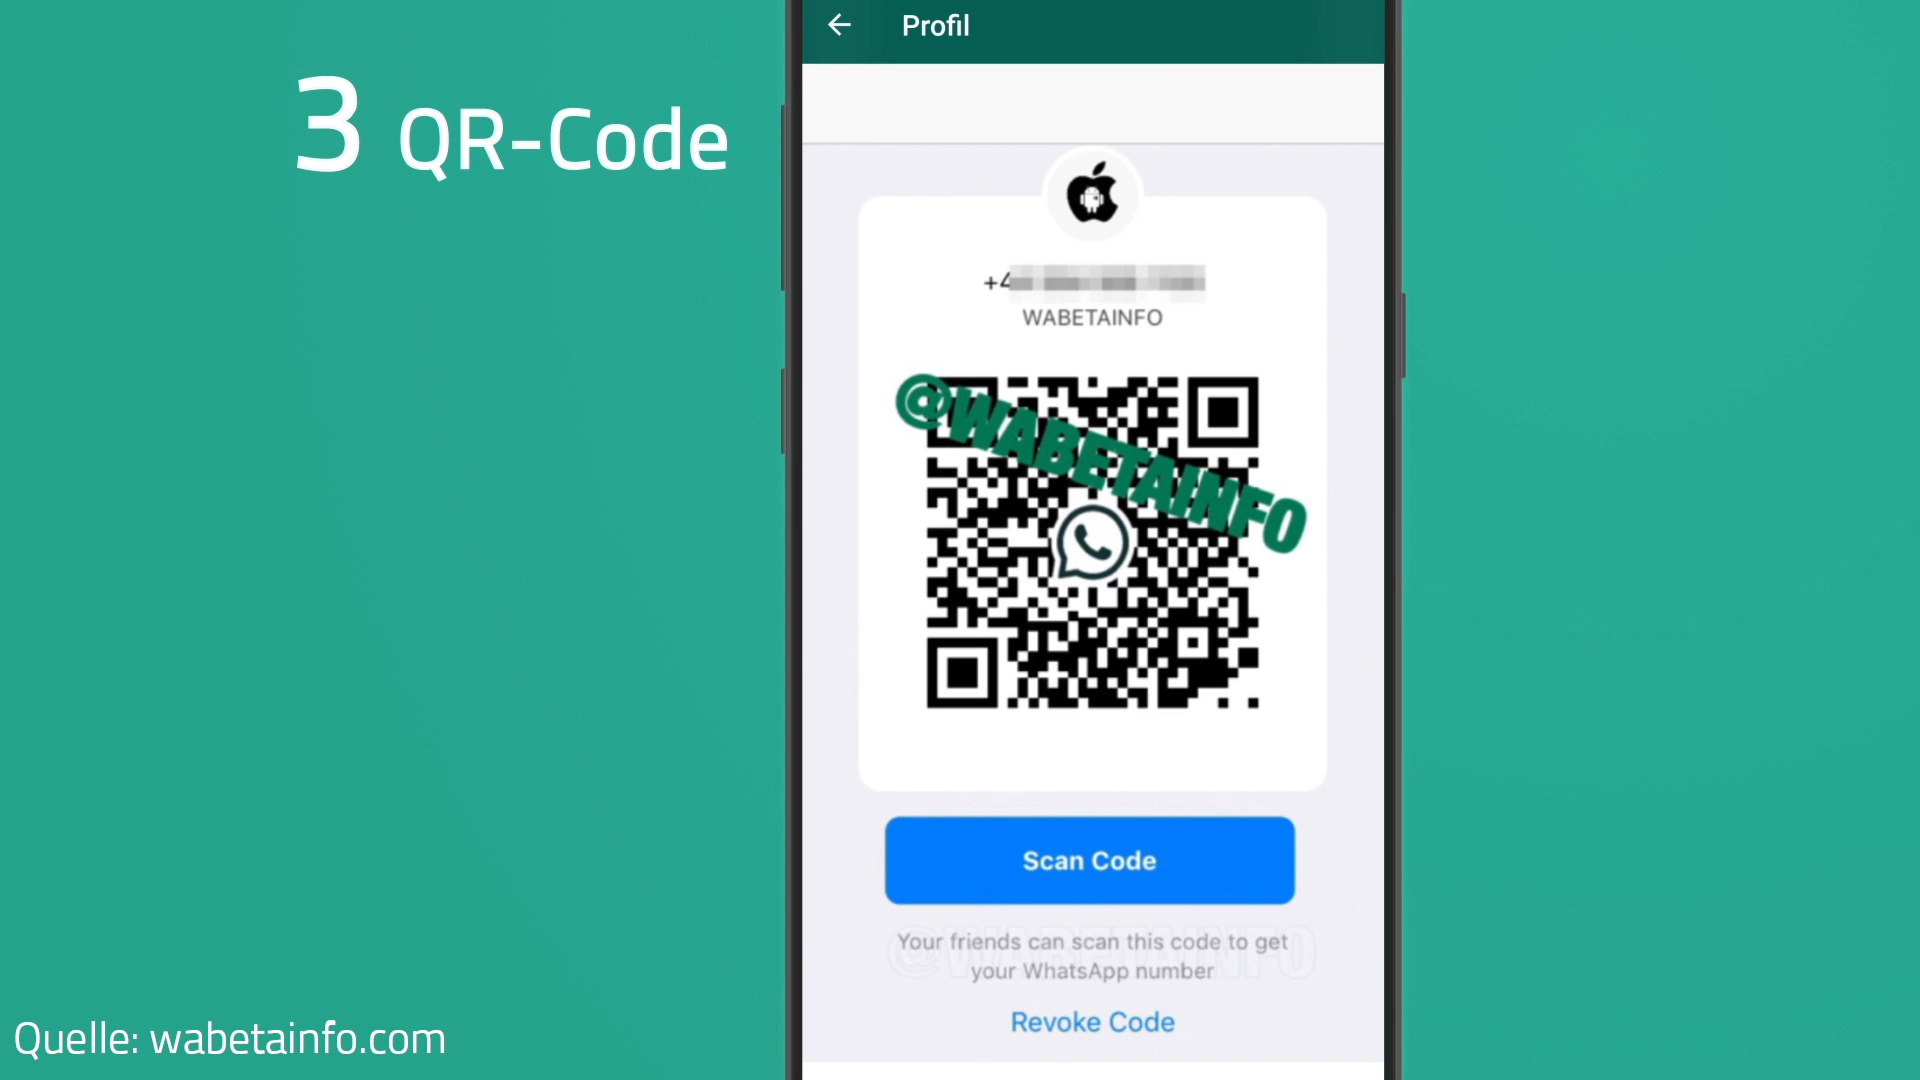 3 QR-Code
Profil
WABETAINFO
@WABETAINFO
Scan Code
@WABETAINFO
Your friends can scan this code to get
your WhatsApp number
Revoke Code
Quelle: wabetainfo.com